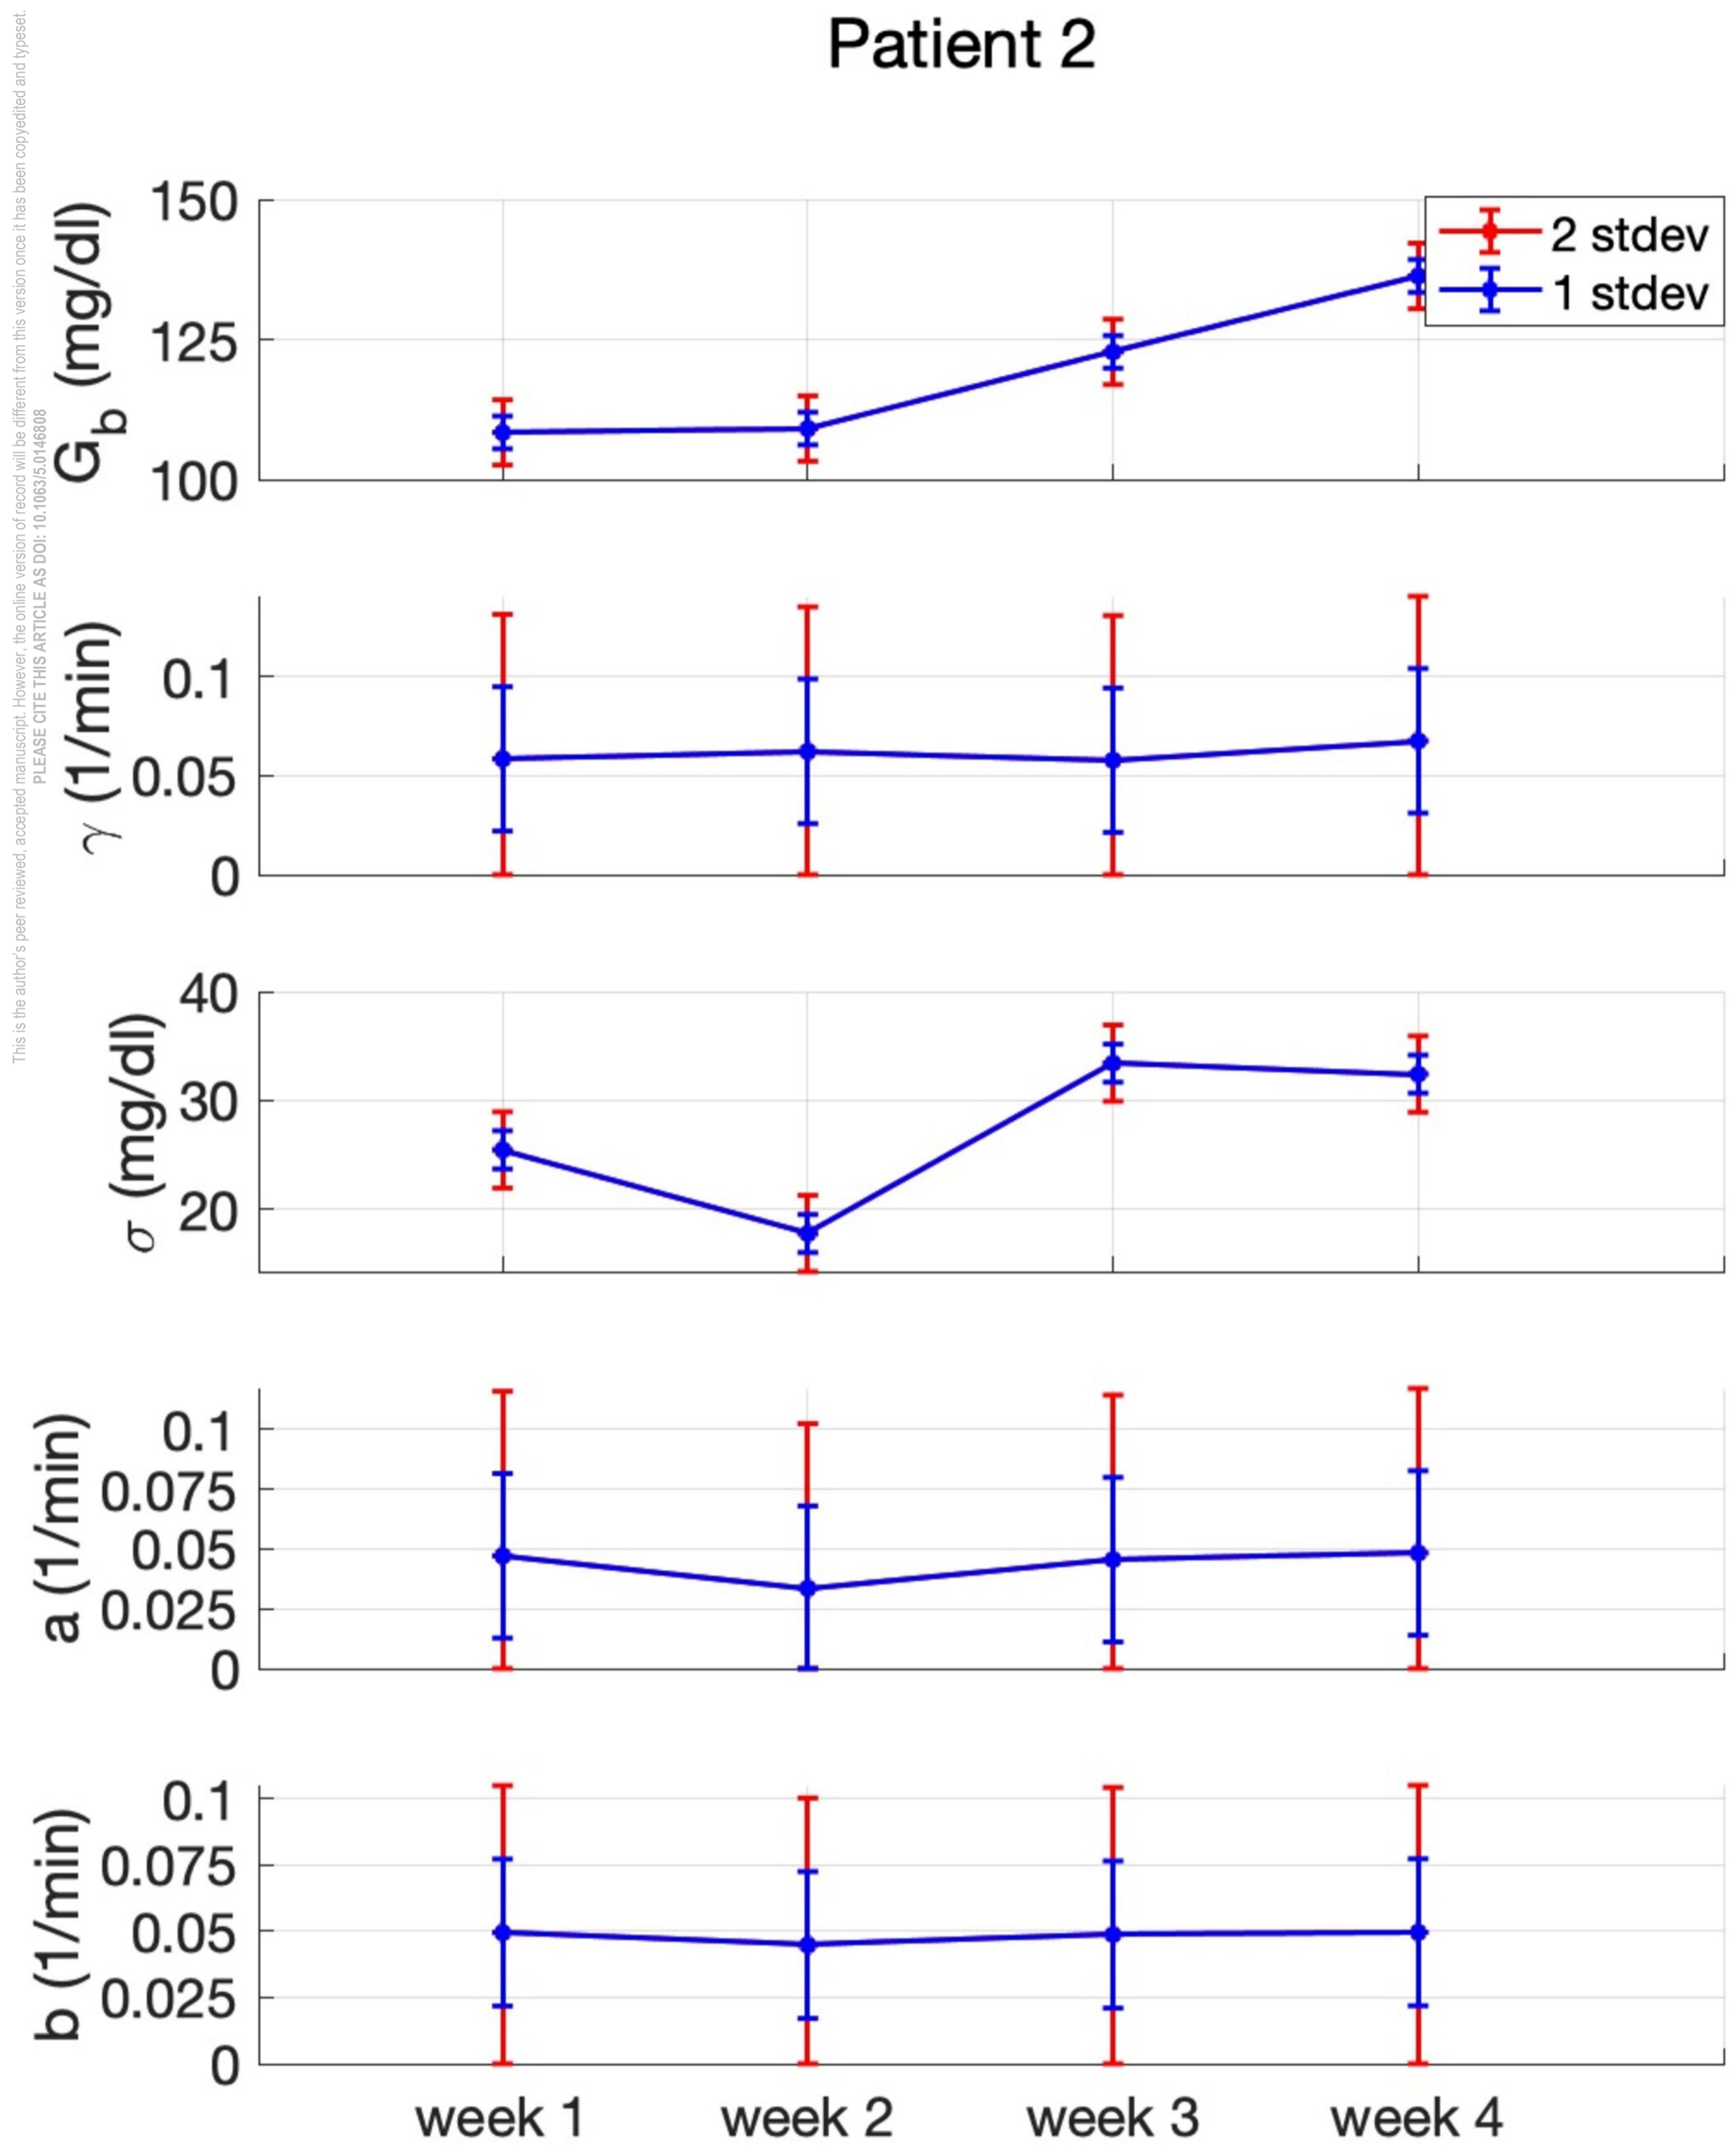 This is the author's peer reviewed, accepted manuscript. However, the online version of record will be different from this version once it has been copyedited and typeset.
PLEASE CITE THIS ARTICLE AS DOI: 10.1063/5.0146808
Patient 2
G_b (mg/dl)
150
125
100
2 stdev
1 stdev
γ (1/min)
0.1
0.05
0
σ (mg/dl)
40
30
20
a (1/min)
0.1
0.075
0.05
0.025
0
b (1/min)
0.1
0.075
0.05
0.025
0
week 1 week 2 week 3 week 4